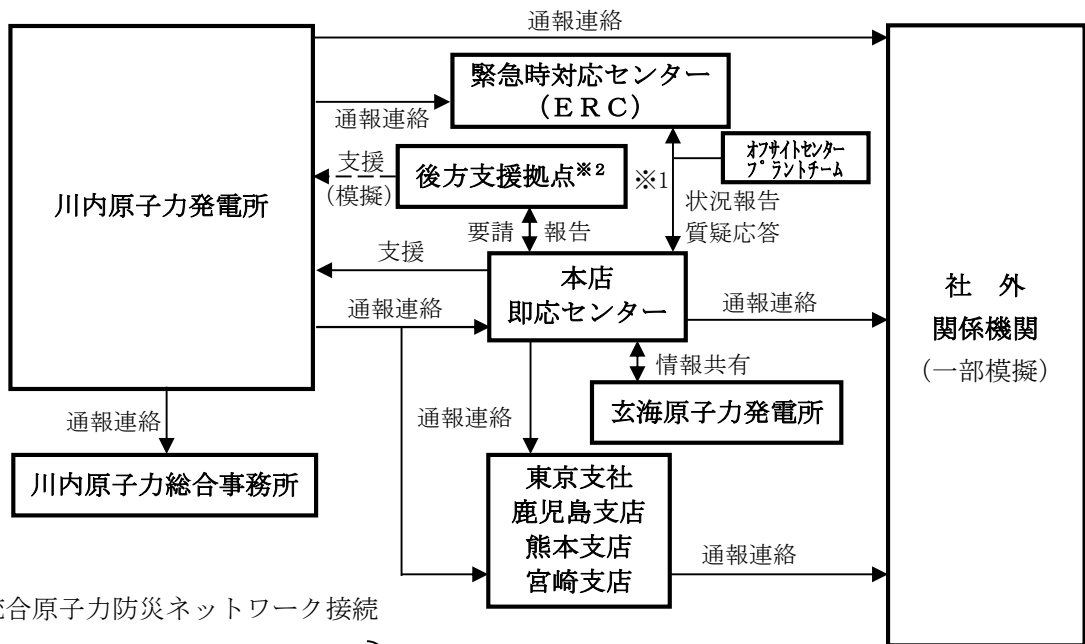 通報連絡
緊急時対応センター
（ＥＲＣ）
通報連絡
オフサイトセンター
プラントチーム
支援
(模擬)
後方支援拠点※2
※1
川内原子力発電所
状況報告
質疑応答
要請
報告
支援
本店
即応センター
通報連絡
通報連絡
社　外
関係機関
（一部模擬）
情報共有
玄海原子力発電所
通報連絡
通報連絡
川内原子力総合事務所
東京支社
鹿児島支店
熊本支店
宮崎支店
通報連絡
合原子力防災ネットワーク接続